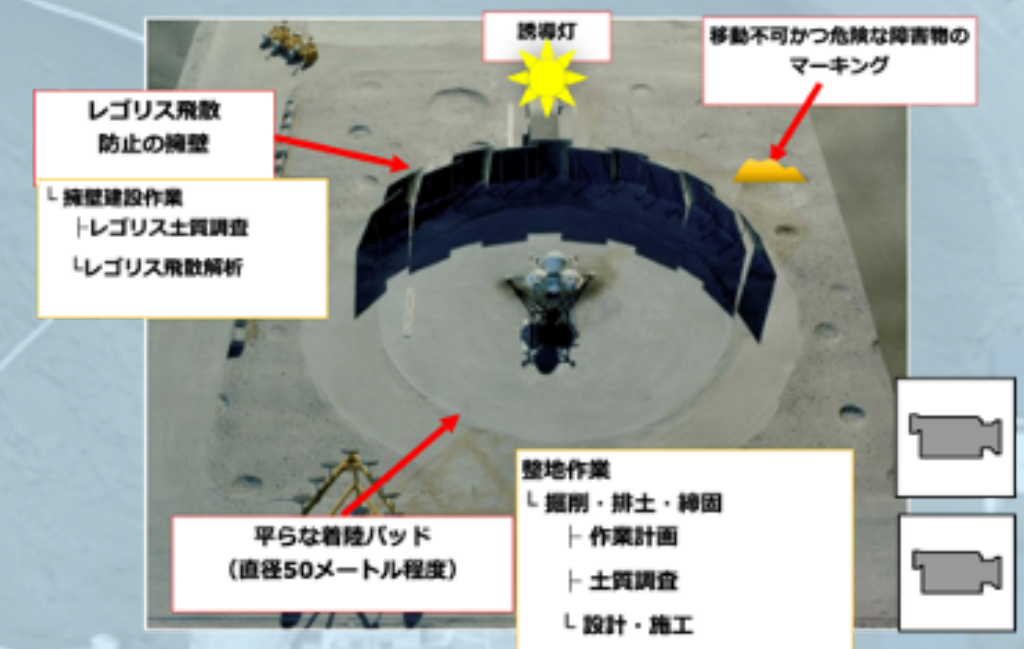 誘導灯
移動不可かつ危険な障害物の
マーキング
レゴリス飛散
防止の擁壁
└ 擁壁建設作業
├レゴリス土質調査
└レゴリス飛散解析
平らな着陸パッド
（直径50メートル程度）
整地作業
└ 掘削・排土・締固
├ 作業計画
├ 土質調査
└ 設計・施工